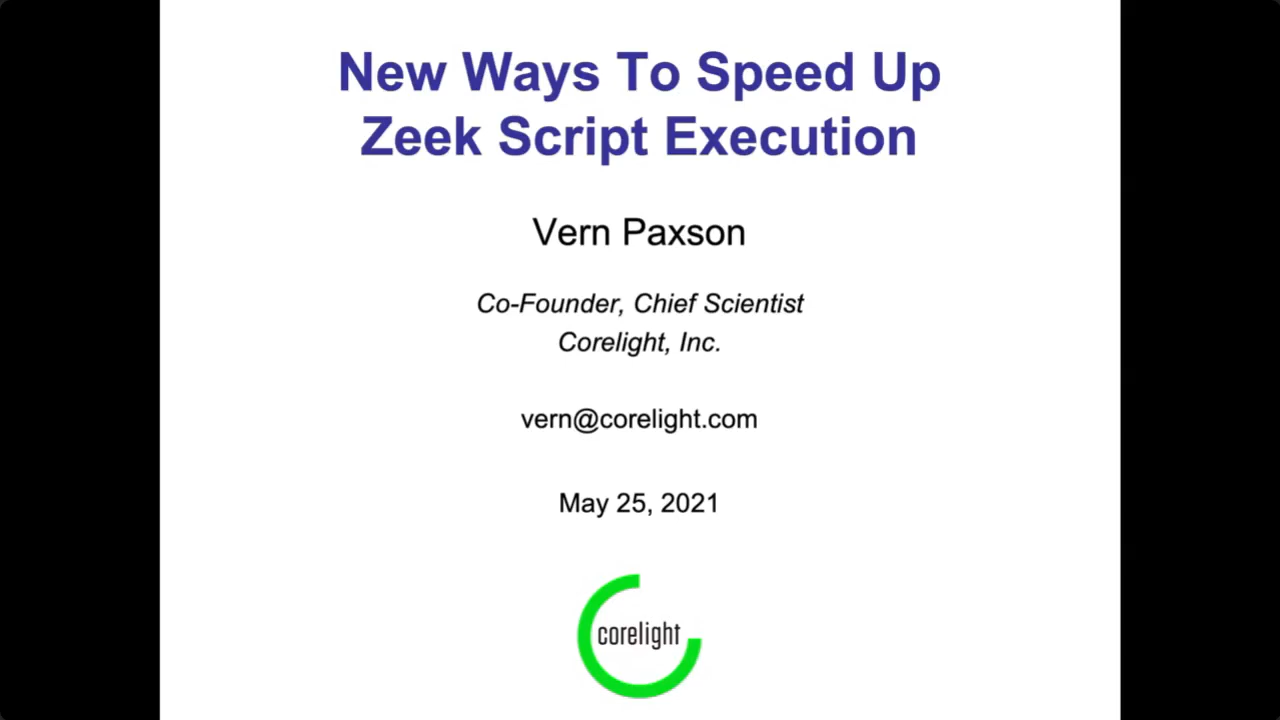 New Ways To Speed Up
Zeek Script Execution
Vern Paxson
Co-Founder, Chief Scientist
Corelight, Inc.
vern@corelight.com
May 25, 2021
corelight